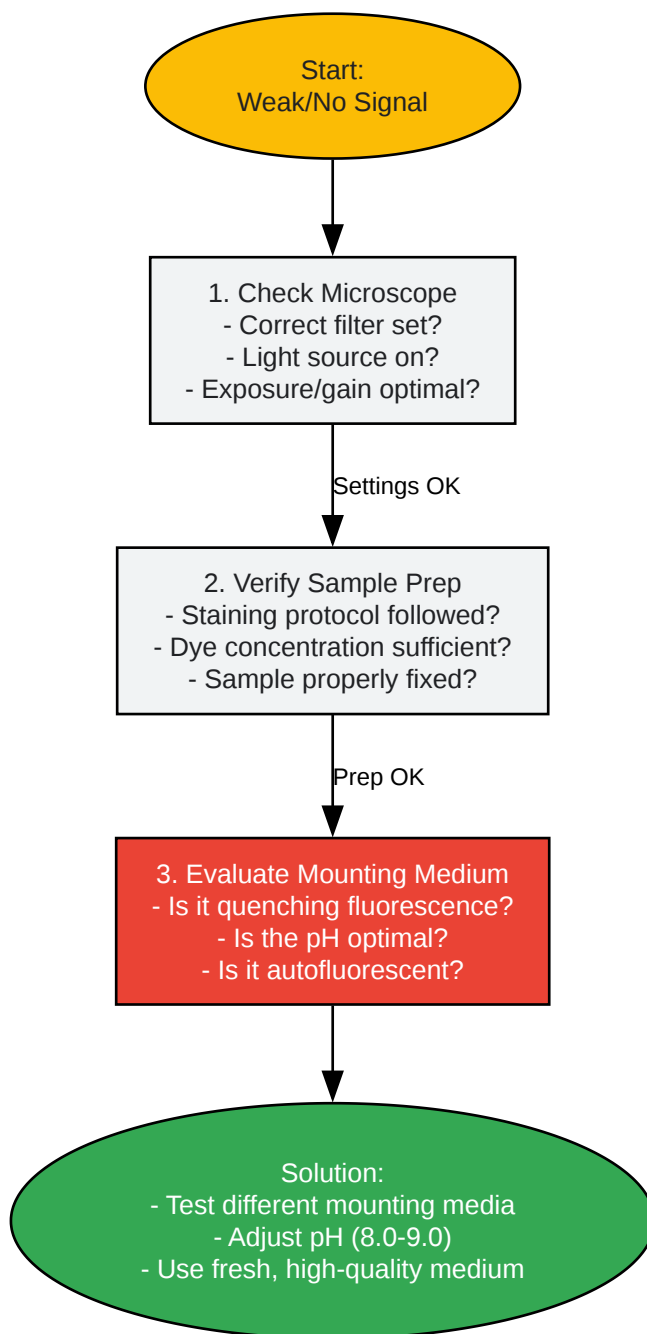 Start:
Weak/No Signal
1. Check Microscope
- Correct filter set?
- Light source on?
- Exposure/gain optimal?
Settings OK
2. Verify Sample Prep
- Staining protocol followed?
- Dye concentration sufficient?
- Sample properly fixed?
Prep OK
3. Evaluate Mounting Medium
- Is it quenching fluorescence?
- Is the pH optimal?
- Is it autofluorescent?
Solution:
- Test different mounting media
- Adjust pH (8.0-9.0)
- Use fresh, high-quality medium